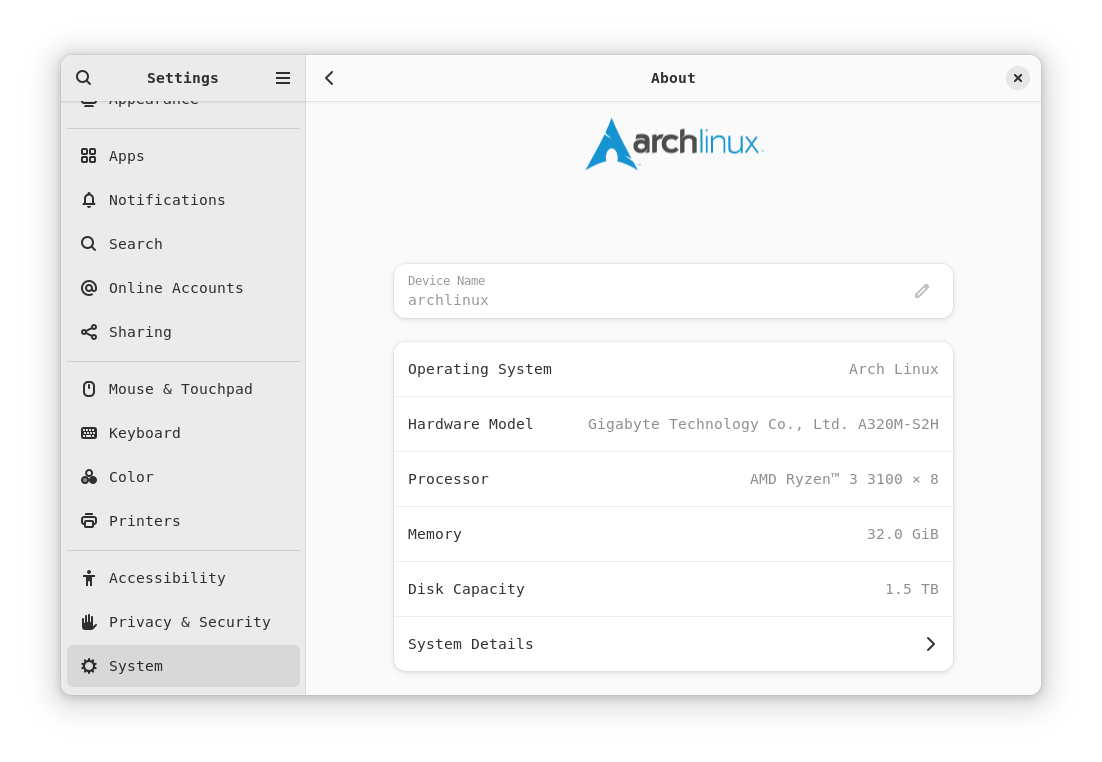 Settings
About
Appearance
Apps
Notifications
Search
Online Accounts
Sharing
Mouse & Touchpad
Keyboard
Color
Printers
Accessibility
Privacy & Security
System
archlinux
Device Name
archlinux
Operating System Arch Linux
Hardware Model Gigabyte Technology Co., Ltd. A320M-S2H
Processor AMD Ryzen™ 3 3100 × 8
Memory 32.0 GiB
Disk Capacity 1.5 TB
System Details